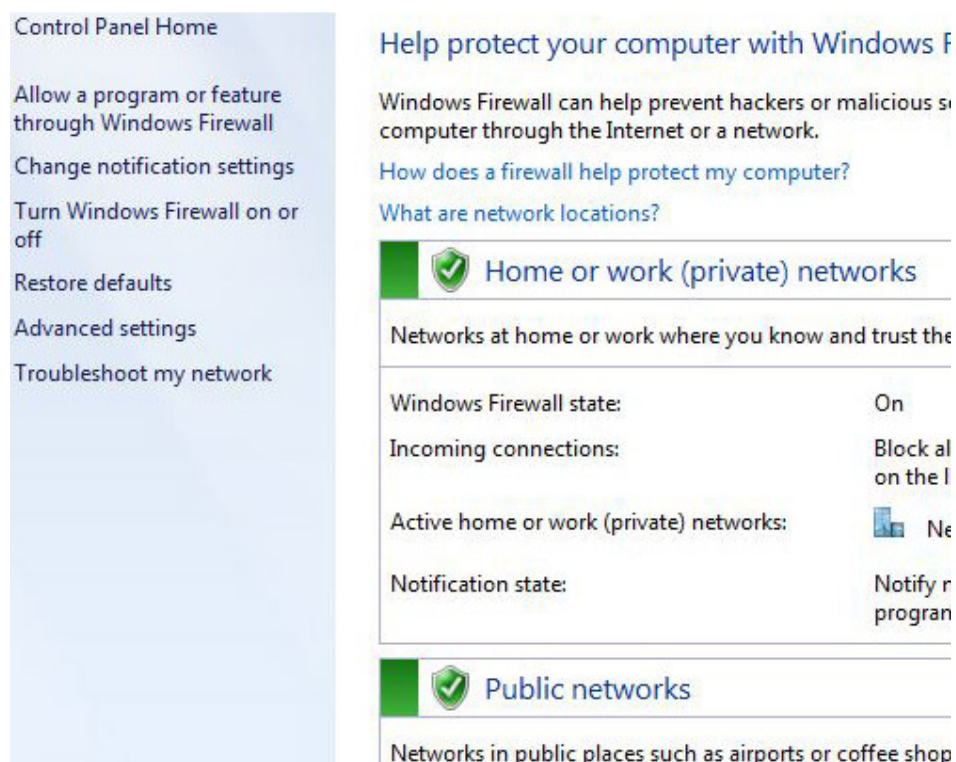 Control Panel Home
Allow a program or feature
through Windows Firewall
Change notification settings
Turn Windows Firewall on or
off
Restore defaults
Advanced settings
Troubleshoot my network
Help protect your computer with Windows
Windows Firewall can help prevent hackers or malicious
computer through the Internet or a network.
How does a firewall help protect my computer?
What are network locations?
Home or work (private) networks
Networks at home or work where you know and trust the
Windows Firewall state: On
Incoming connections: Block
on the
Active home or work (private) networks:
Notification state: Notify
Public networks
Networks in public places such as airports or coffee